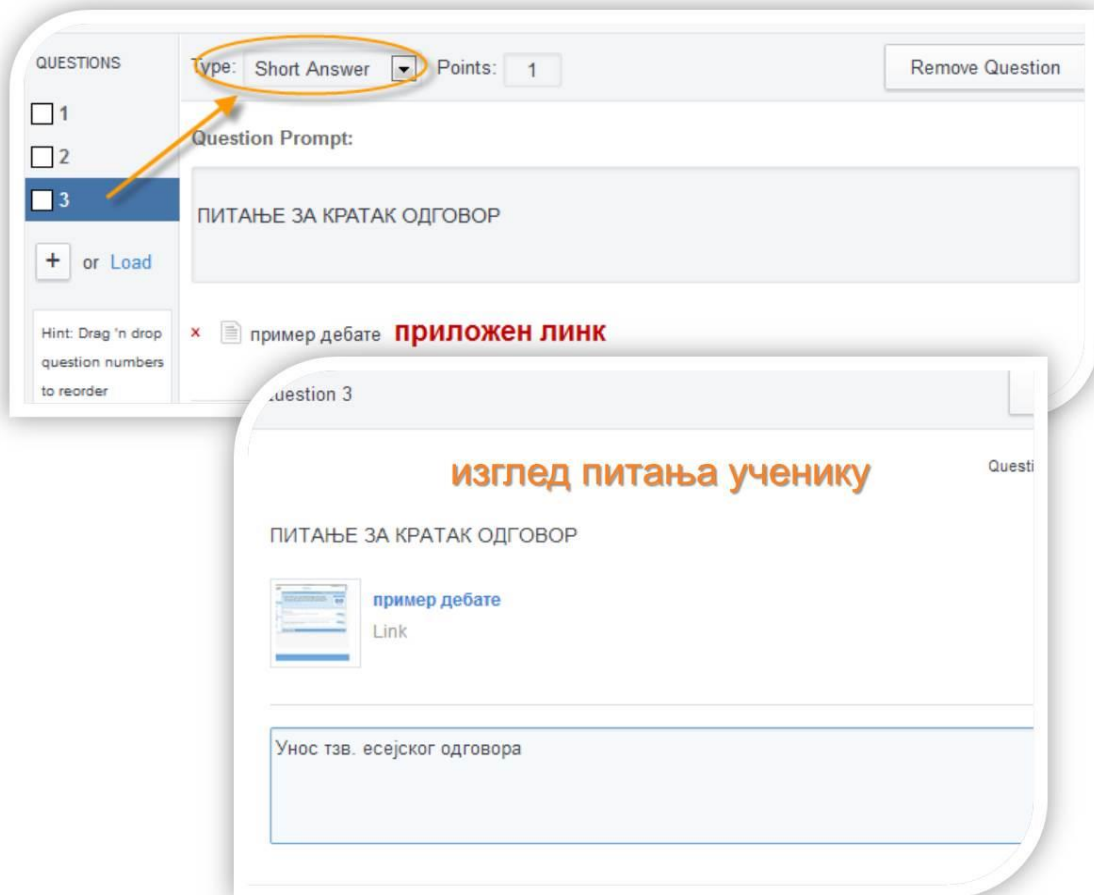 QUESTIONS
Type: Short Answer Points: 1 Remove Question
1
2
3
+ or Load
Hint: Drag 'n drop
question numbers
to reorder
Question Prompt:
ПИТАЊЕ ЗА КРАТАК ОДГОВОР
x пример дебате приложен линк
uestion 3
изглед питања ученику
Questi
ПИТАЊЕ ЗА КРАТАК ОДГОВОР
пример дебате
Link
Унос тзв. есејског одговора